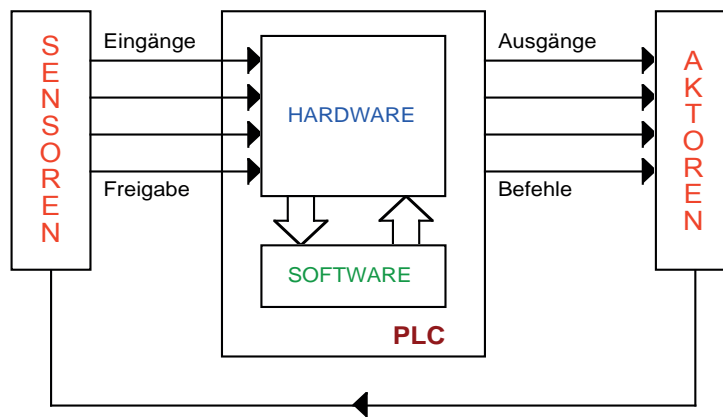 SENSOREN
Eingänge
Freigabe
HARDWARE
SOFTWARE
PLC
Ausgänge
Befehle
AKTOREN